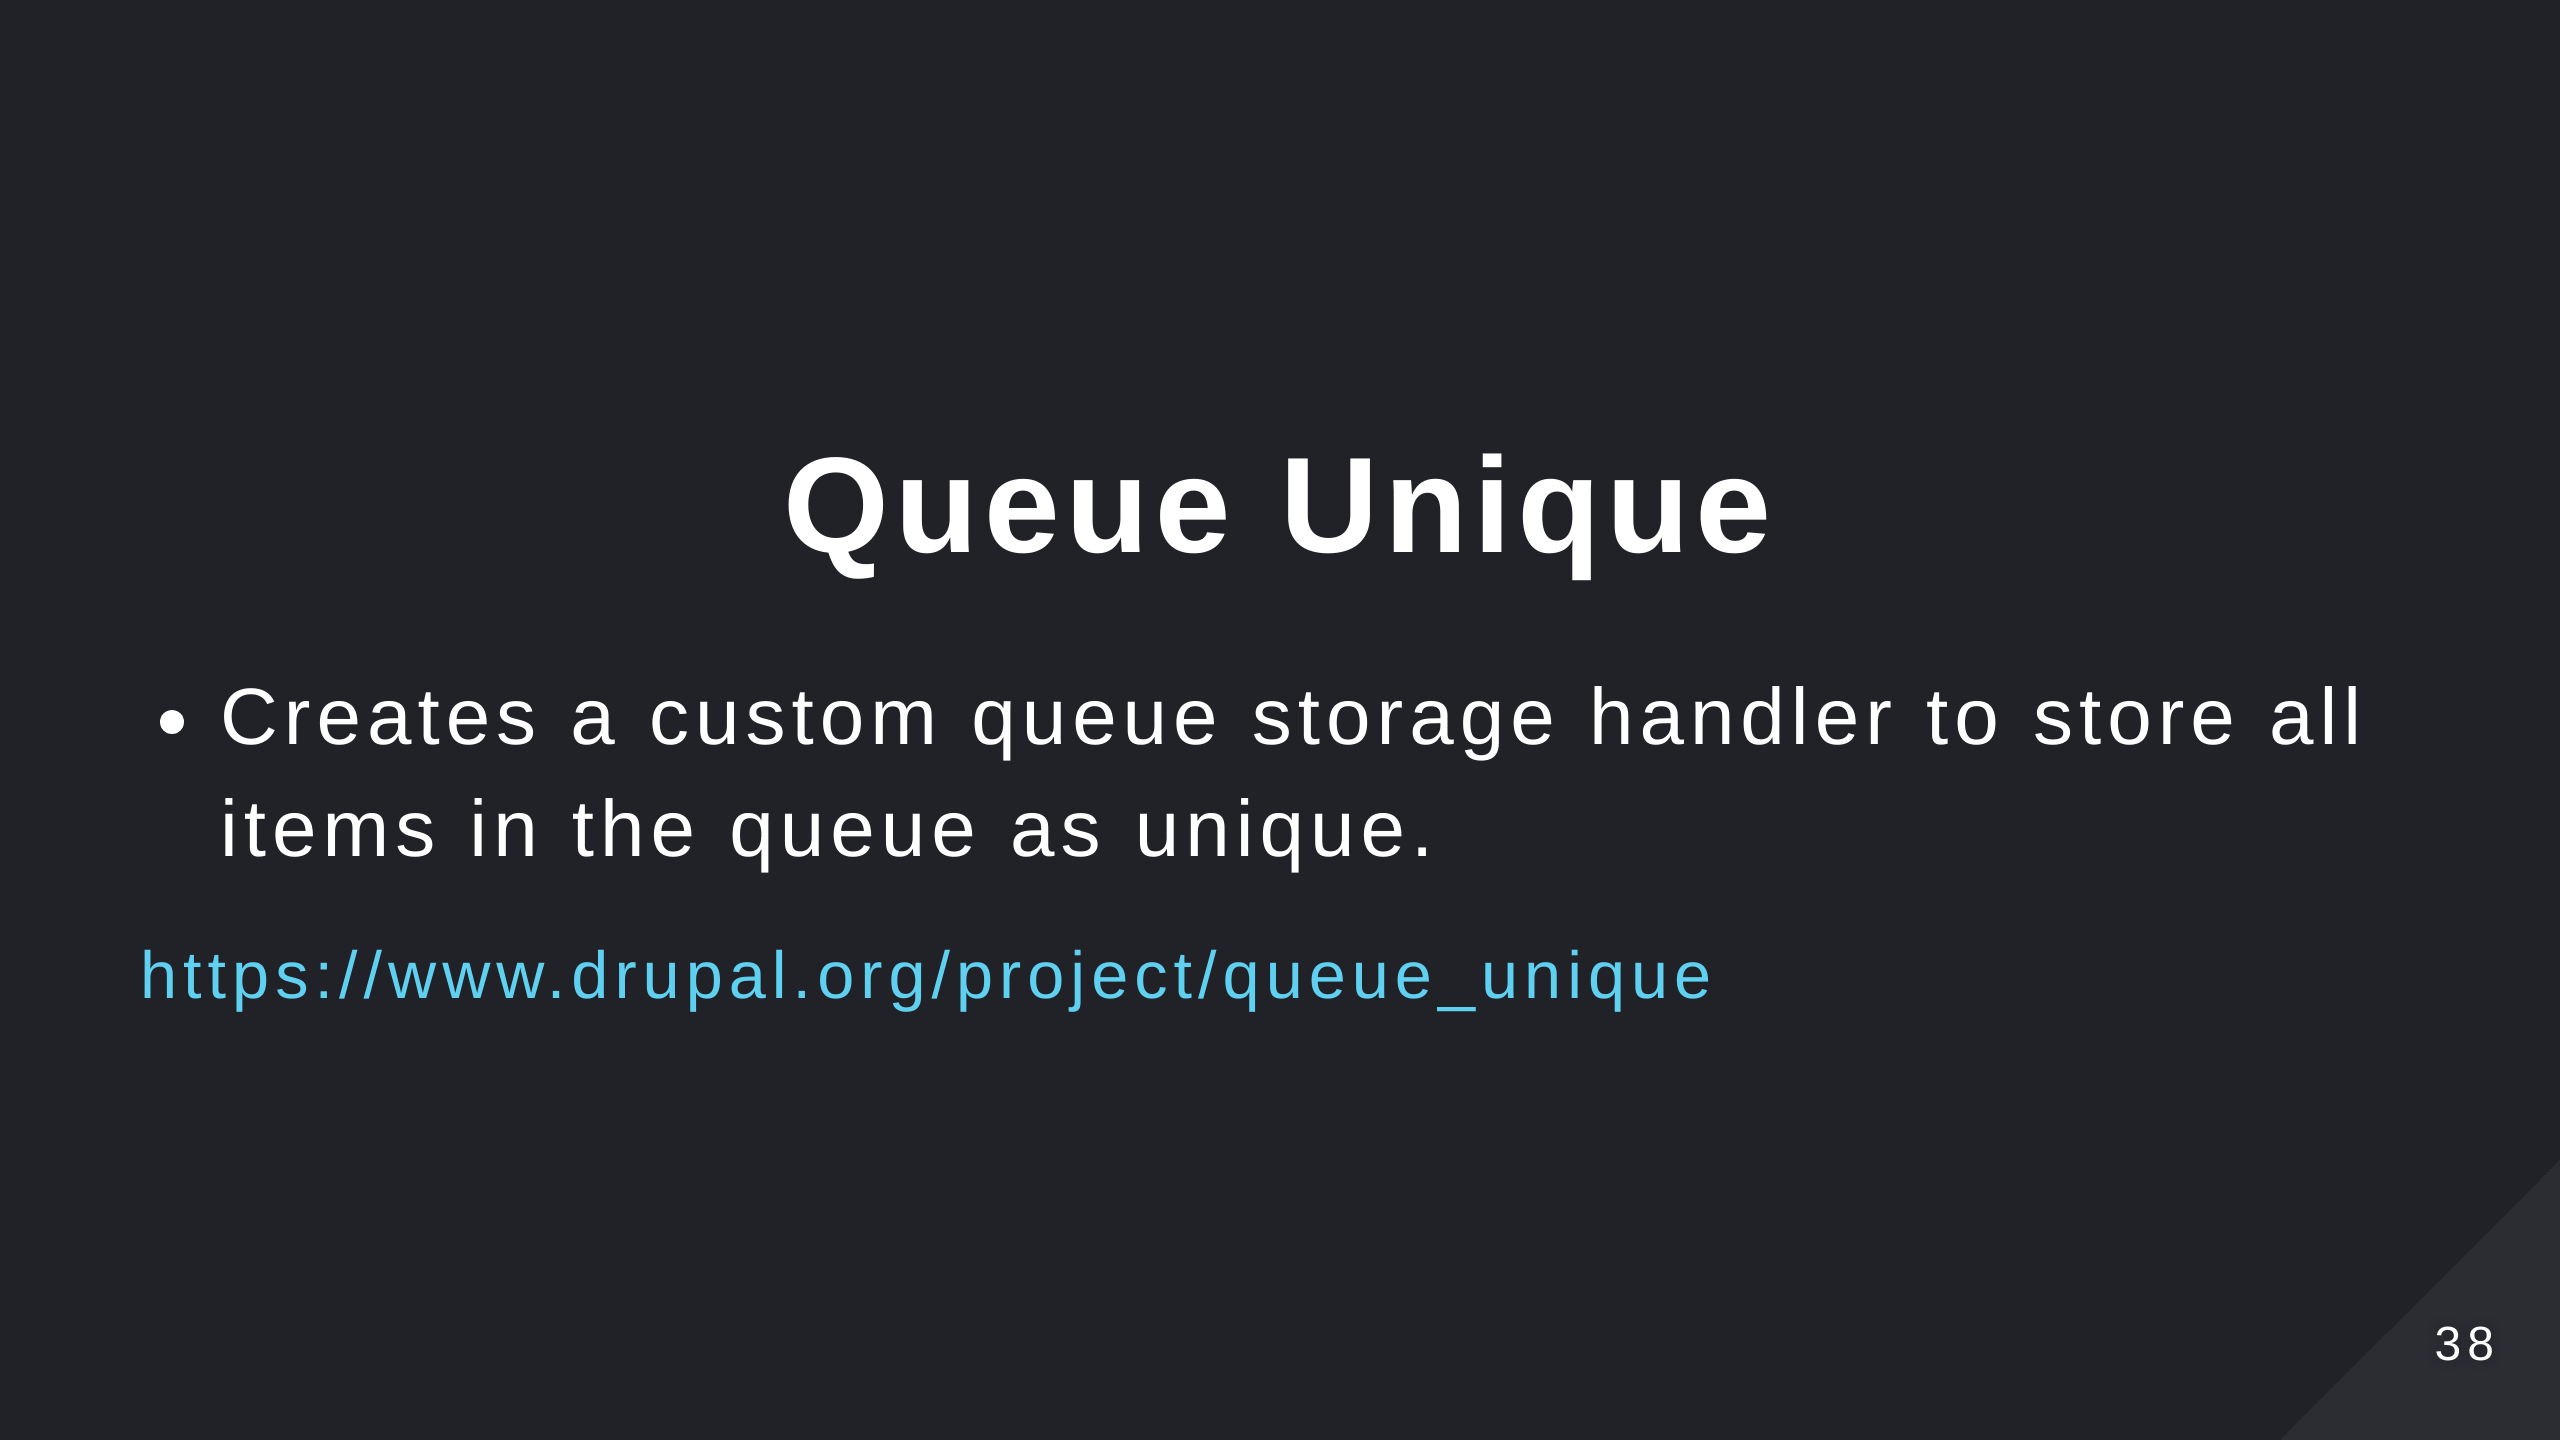 Queue Unique
• Creates a custom queue storage handler to store all
items in the queue as unique.
https://www.drupal.org/project/queue_unique
38